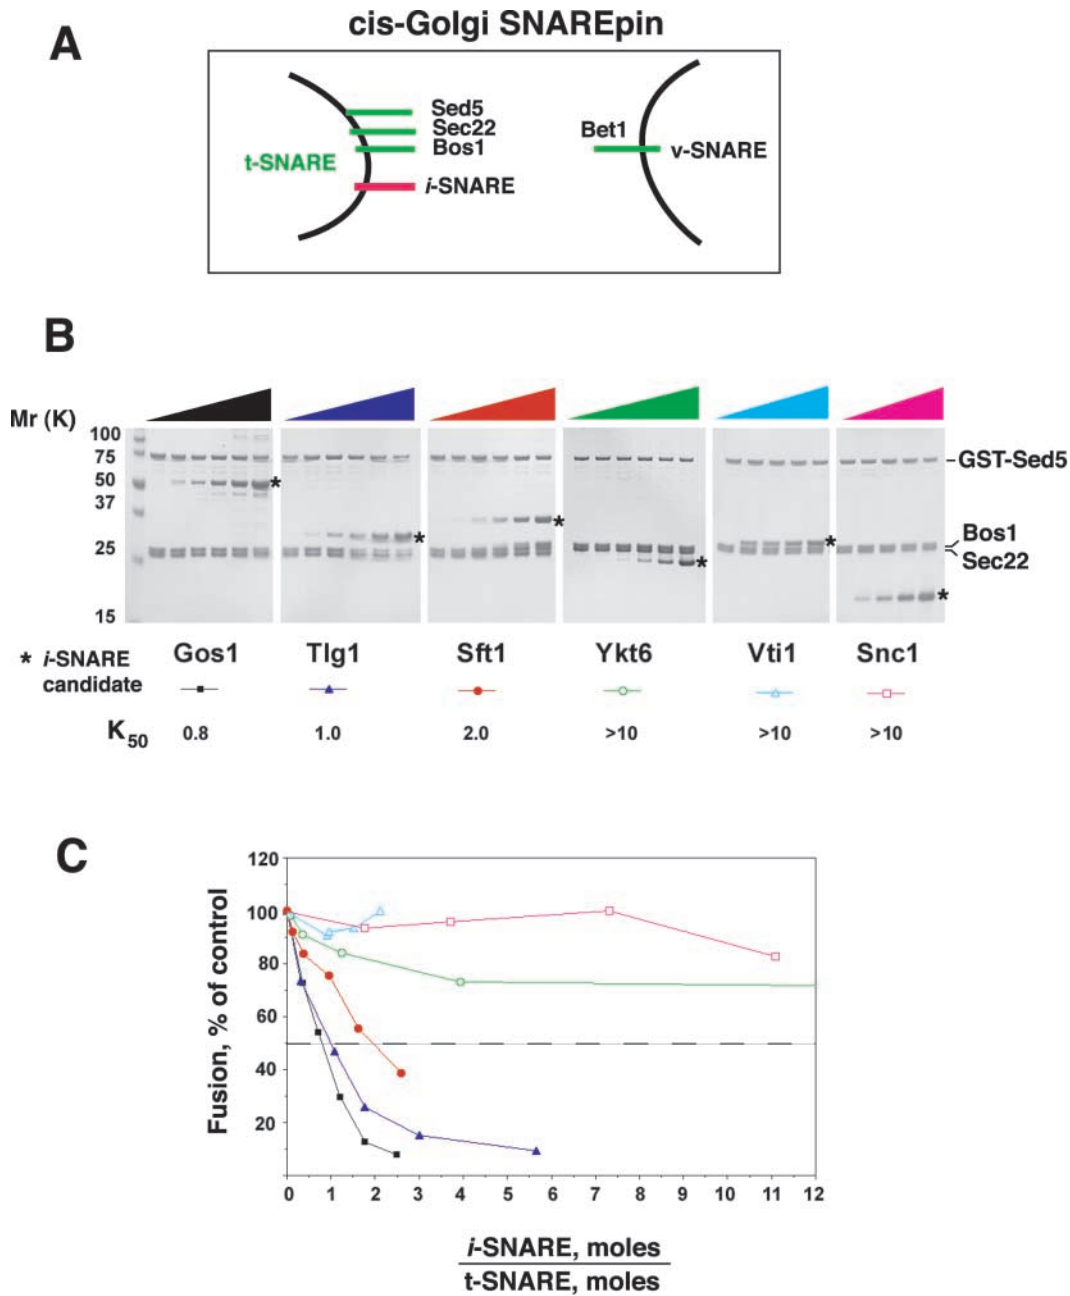 A
cis-Golgi SNAREpin
Sed5
Sec22
Bos1
t-SNARE
i-SNARE
Bet1
v-SNARE
B
Mr (K)
100
75
50
37
25
15
*
*
*
*
*
*
GST-Sed5
Bos1
Sec22
* i-SNARE
candidate
Gos1 Tlg1 Sft1 Ykt6 Vti1 Snc1
K50 0.8 1.0 2.0 >10 >10 >10
C
Fusion, % of control
120
100
80
60
40
20
0 1 2 3 4 5 6 7 8 9 10 11 12
i-SNARE, moles
t-SNARE, moles